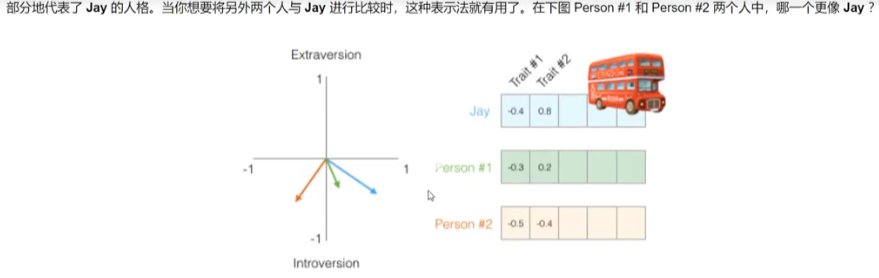 部分地代表了 Jay 的人格。当你想要将另外两个人与 Jay 进行比较时，这种表示法就有用了。在下图 Person #1 和 Person #2 两个人中，哪一个更像 Jay ?
Extraversion
1
-1
1
-1
Introversion
Trait #1
Trait #2
Jay
-0.4
0.8
Person #1
-0.3
0.2
Person #2
-0.5
-0.4